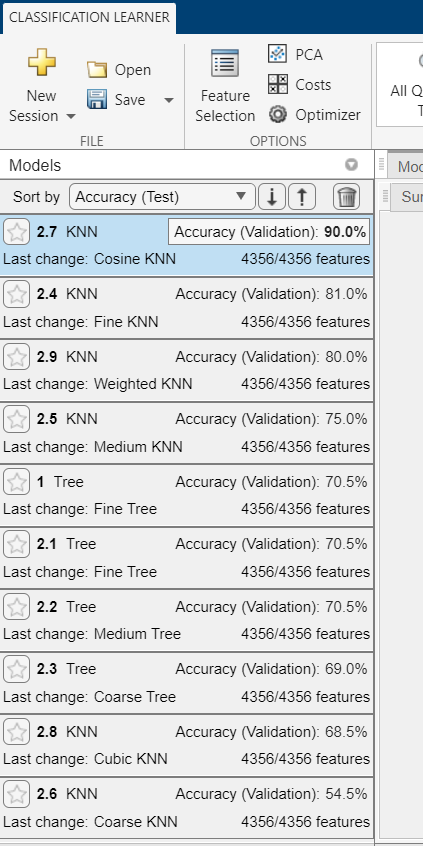 CLASSIFICATION LEARNER
New
Session
Open
Save
FILE
Feature
Selection
PCA
Costs
Optimizer
OPTIONS
All Q
T
Models
Mod
Sort by Accuracy (Test)
Sur
2.7 KNN Accuracy (Validation): 90.0%
Last change: Cosine KNN 4356/4356 features
2.4 KNN Accuracy (Validation): 81.0%
Last change: Fine KNN 4356/4356 features
2.9 KNN Accuracy (Validation): 80.0%
Last change: Weighted KNN 4356/4356 features
2.5 KNN Accuracy (Validation): 75.0%
Last change: Medium KNN 4356/4356 features
1 Tree Accuracy (Validation): 70.5%
Last change: Fine Tree 4356/4356 features
2.1 Tree Accuracy (Validation): 70.5%
Last change: Fine Tree 4356/4356 features
2.2 Tree Accuracy (Validation): 70.5%
Last change: Medium Tree 4356/4356 features
2.3 Tree Accuracy (Validation): 69.0%
Last change: Coarse Tree 4356/4356 features
2.8 KNN Accuracy (Validation): 68.5%
Last change: Cubic KNN 4356/4356 features
2.6 KNN Accuracy (Validation): 54.5%
Last change: Coarse KNN 4356/4356 features